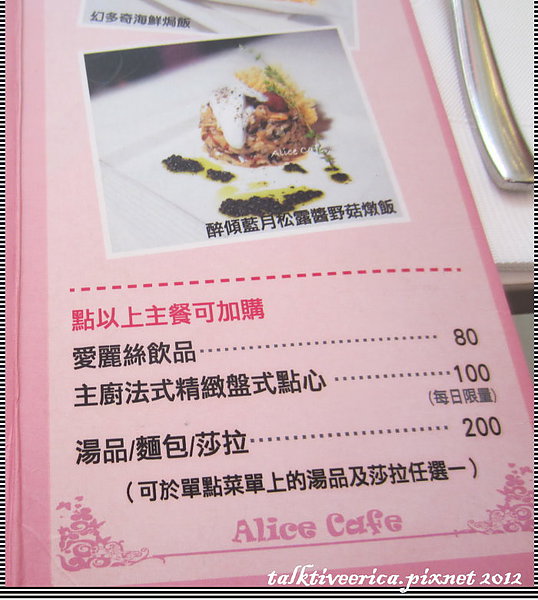 幻多奇海鮮焗飯
Alice Cafe
醉傾藍月松露醬野菇燉飯
點以上主餐可加購
愛麗絲飲品 80
主廚法式精緻盤式點心 100
(每日限量)
湯品/麵包/莎拉 200
(可於單點菜單上的湯品及莎拉任選一)
Alice Cafe
talktiveerica.pixnet 2012